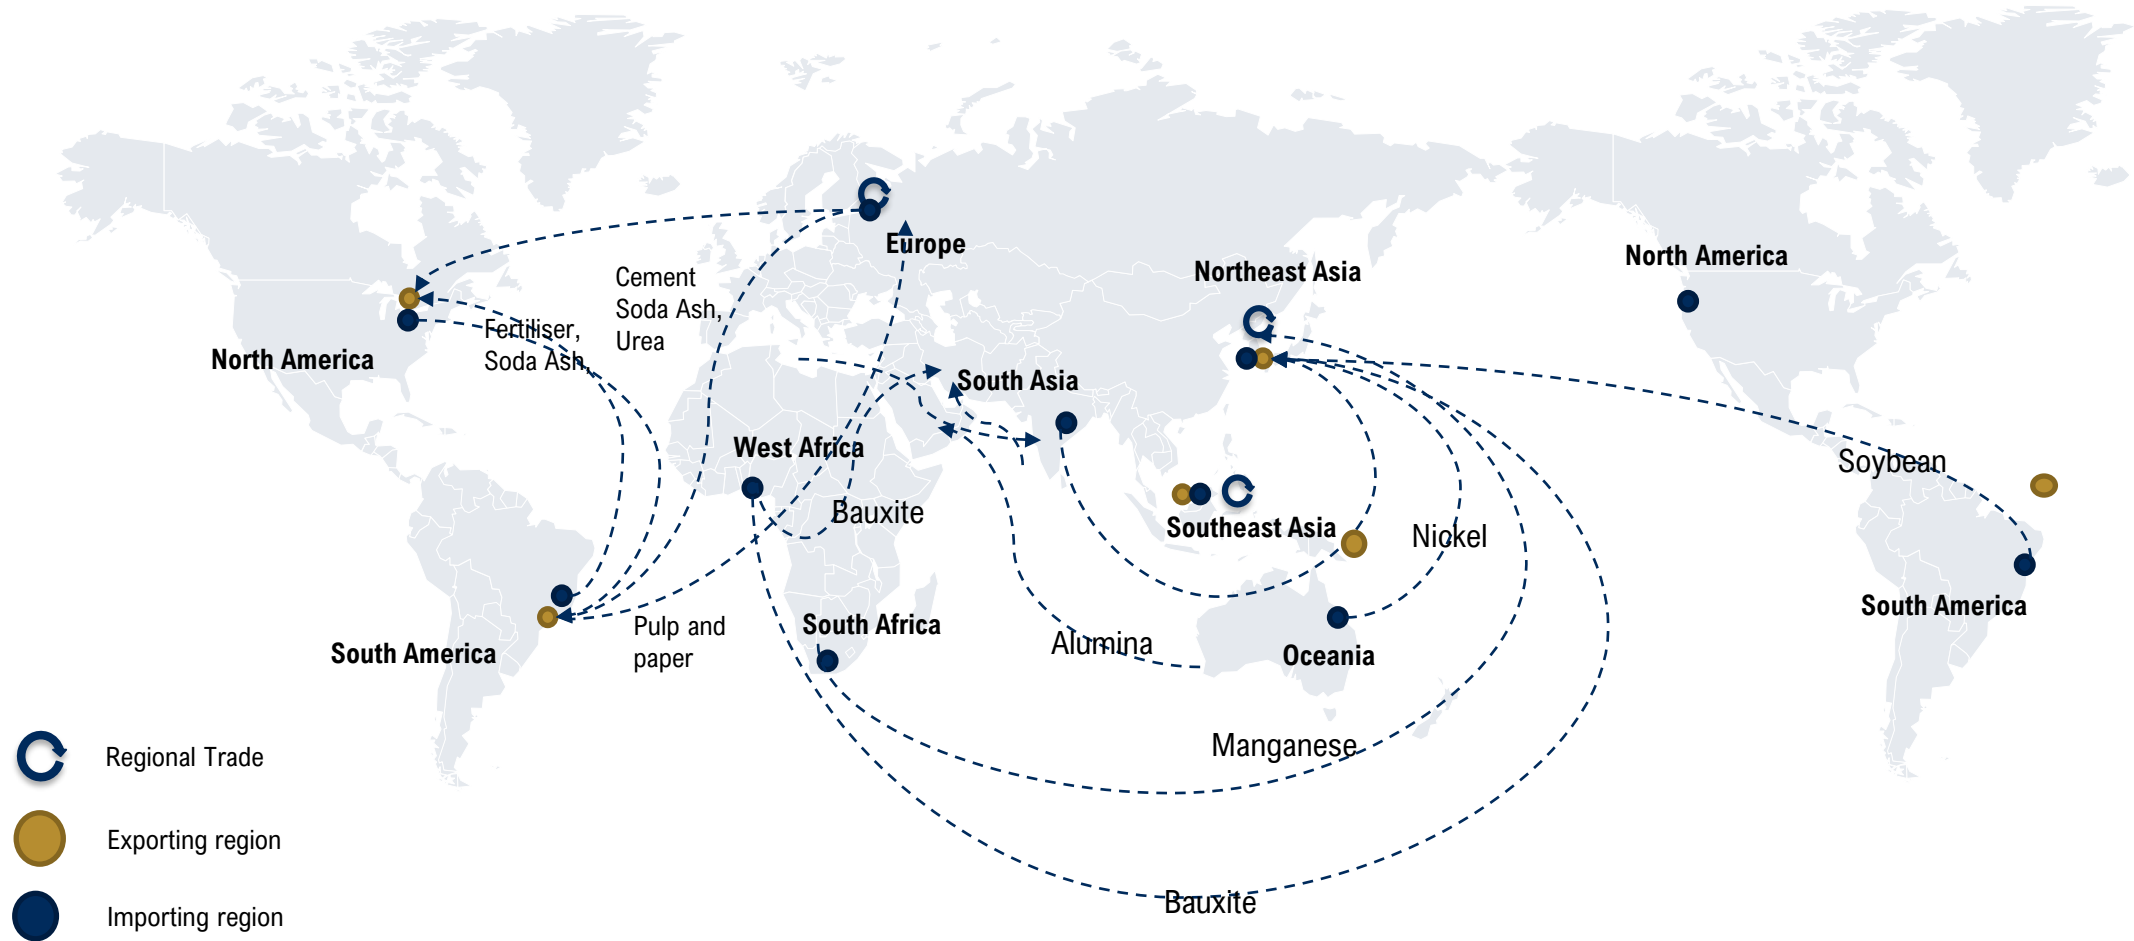 Europe
Northeast Asia
North America
Cement
Soda Ash,
Urea
Fertiliser,
Soda Ash,
North America
South Asia
West Africa
Soybean
Bauxite
Southeast Asia
Nickel
South America
South Africa
Pulp and
paper
Alumina
Oceania
South America
Manganese
Regional Trade
Exporting region
Bauxite
Importing region